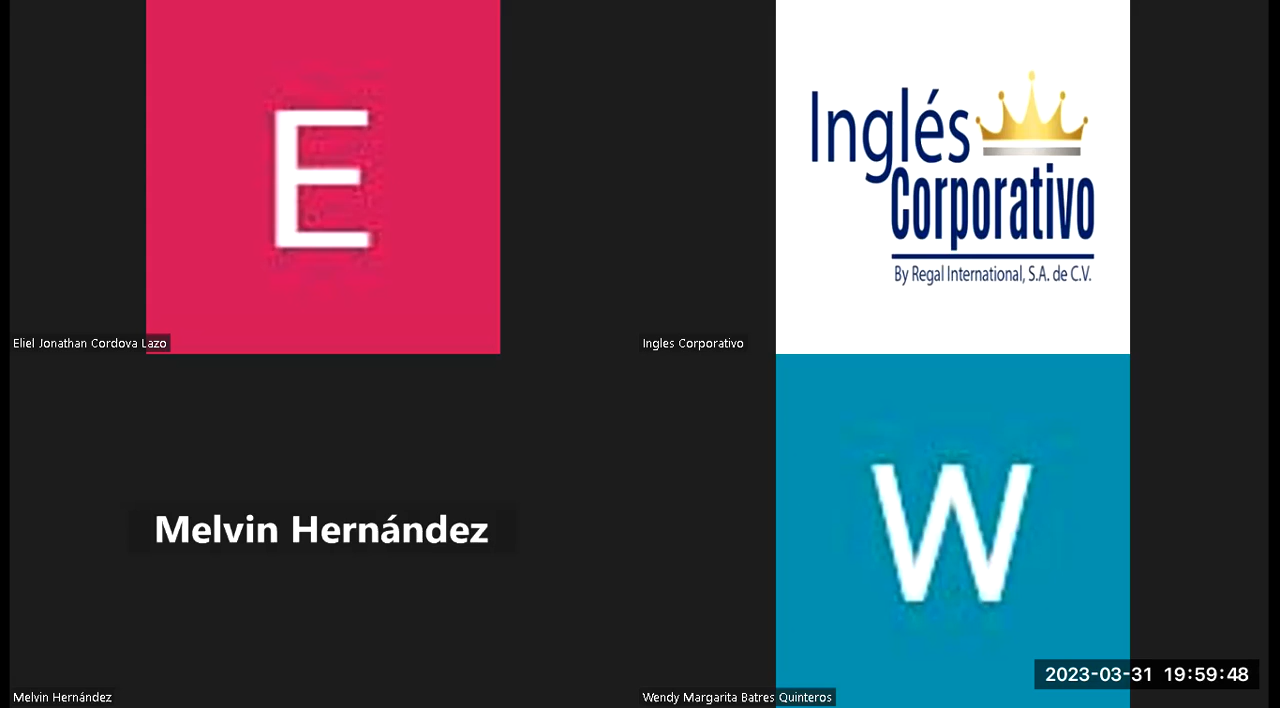 E
Eliel Jonathan Cordova Lazo
Inglés
Corporativo
By Regal International, S.A. de C.V.
Ingles Corporativo
Melvin Hernández
Melvin Hernández
W
Wendy Margarita Batres Quinteros
2023-03-31 19:59:48